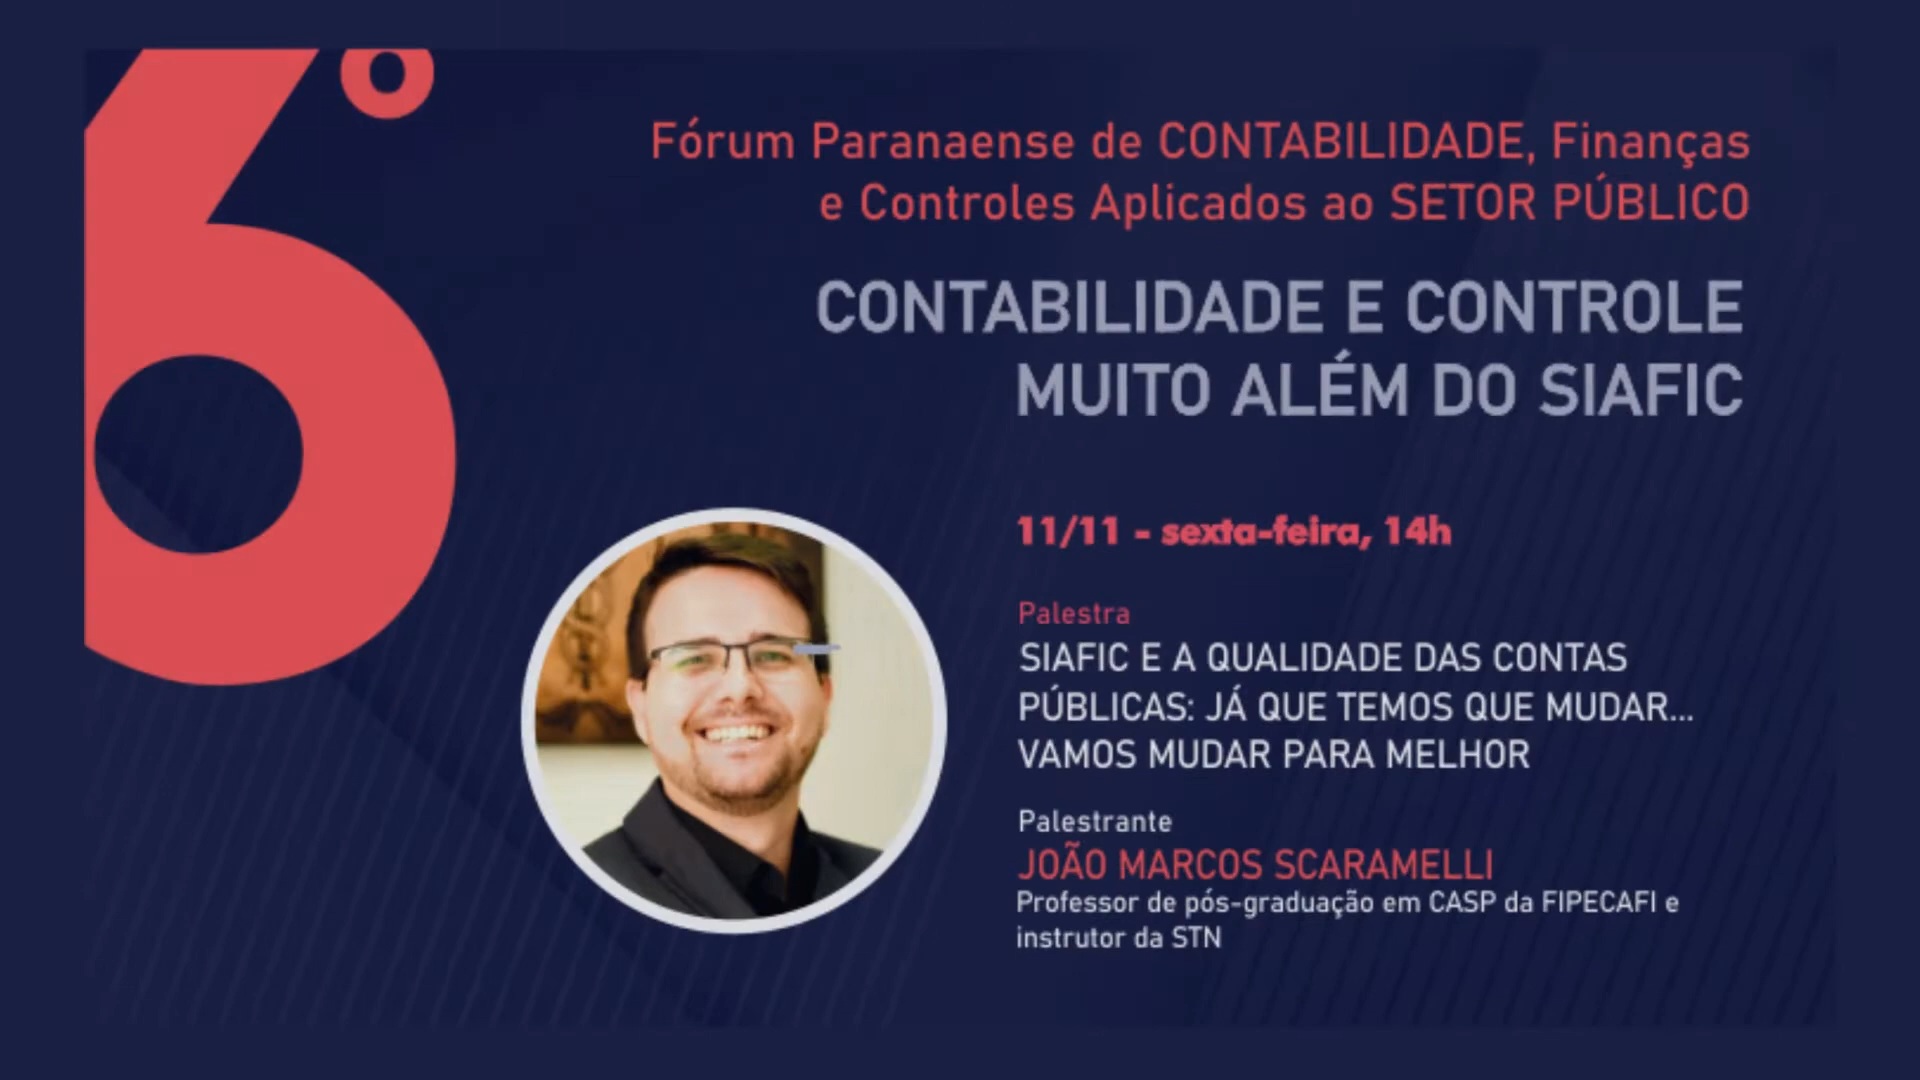 6º
Fórum Paranaense de CONTABILIDADE, Finanças
e Controles Aplicados ao SETOR PÚBLICO
CONTABILIDADE E CONTROLE
MUITO ALÉM DO SIAFIC
11/11 - sexta-feira, 14h
Palestra
SIAFIC E A QUALIDADE DAS CONTAS
PÚBLICAS: JÁ QUE TEMOS QUE MUDAR...
VAMOS MUDAR PARA MELHOR
Palestrante
JOÃO MARCOS SCARAMELLI
Professor de pós-graduação em CASP da FIPECAFI e
instrutor da STN